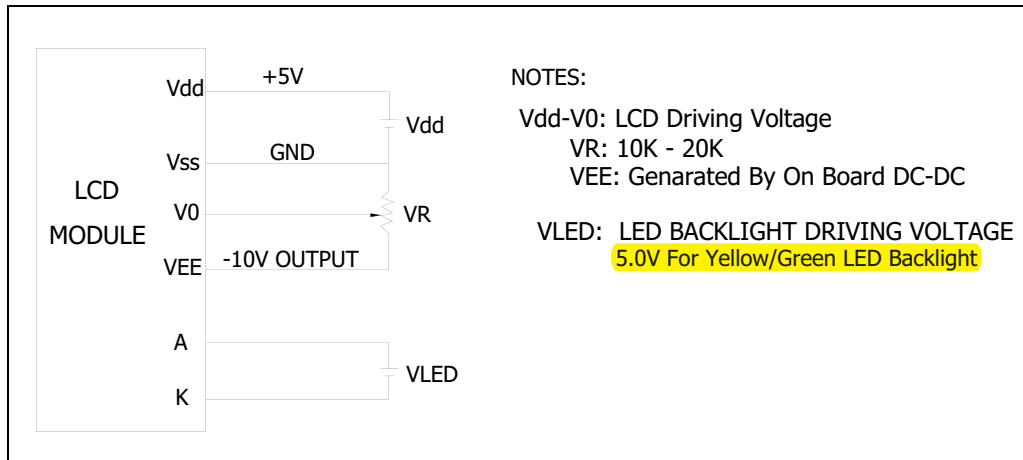 LCD
MODULE
Vdd
+5V
Vdd
Vss
GND
V0
VR
VEE
-10V OUTPUT
A
VLED
K
NOTES:
Vdd-V0: LCD Driving Voltage
VR: 10K - 20K
VEE: Genarated By On Board DC-DC
VLED: LED BACKLIGHT DRIVING VOLTAGE
5.0V For Yellow/Green LED Backlight